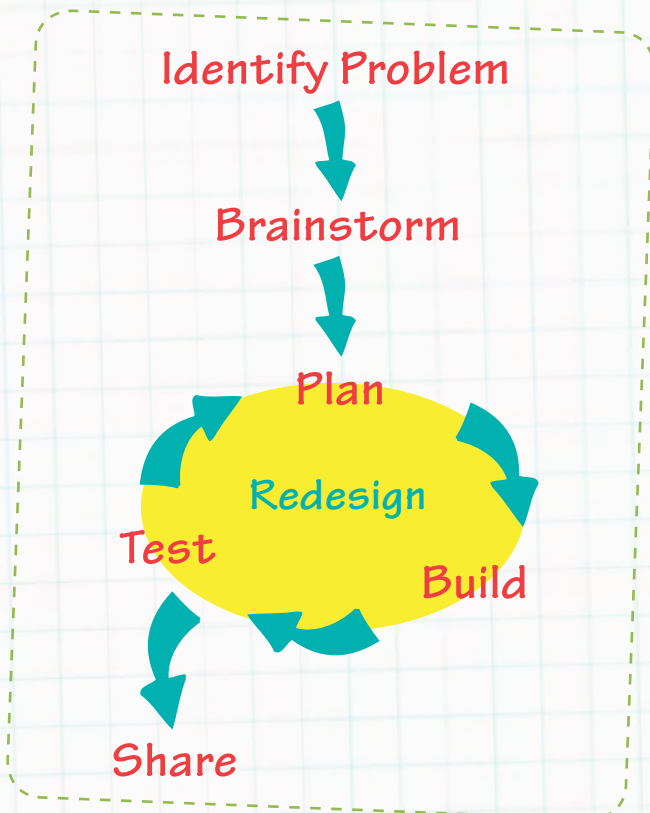 Identify Problem
Brainstorm
Plan
Redesign
Test
Build
Share